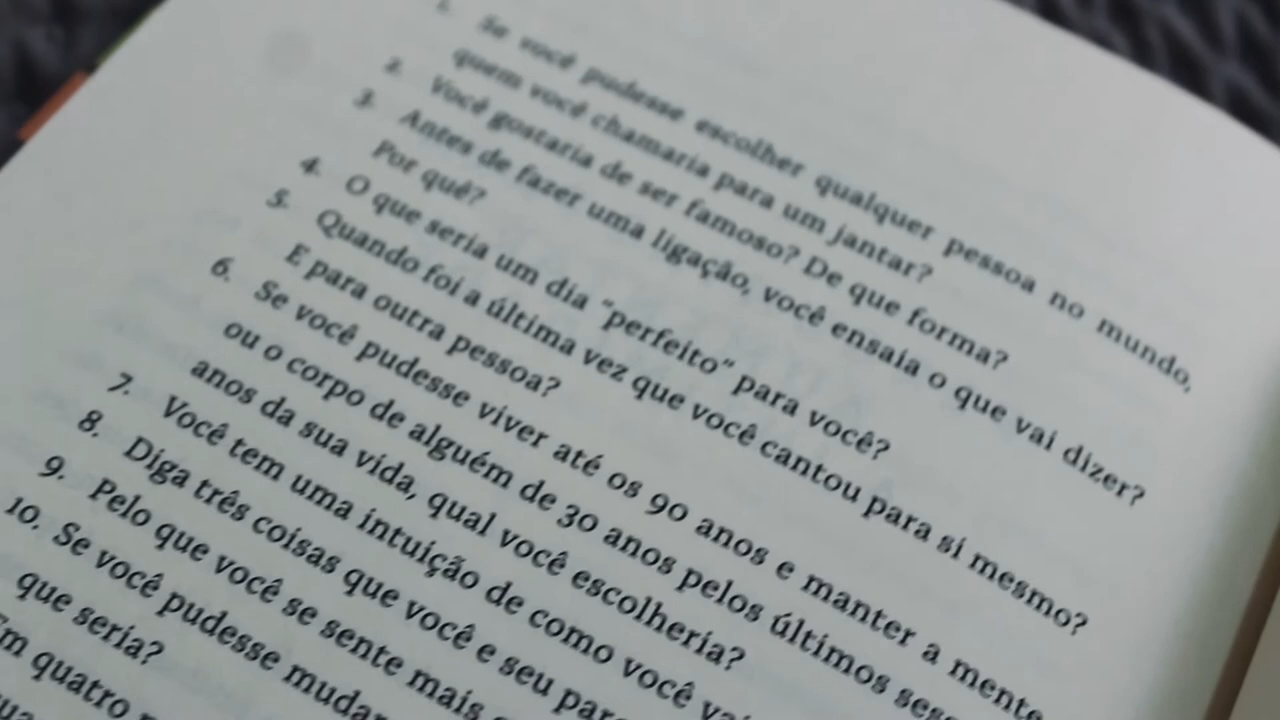 1. Se você pudesse escolher qualquer pessoa no mundo,
quem você chamaria para um jantar?
2. Você gostaria de ser famoso? De que forma?
3. Antes de fazer uma ligação, você ensaia o que vai dizer?
Por quê?
4. O que seria um dia “perfeito” para você?
5. Quando foi a última vez que você cantou para si mesmo?
E para outra pessoa?
6. Se você pudesse viver até os 90 anos e manter a mente
ou o corpo de alguém de 30 anos pelos últimos sess
anos da sua vida, qual você escolheria?
7. Você tem uma intuição de como você va
8. Diga três coisas que você e seu parc
9. Pelo que você se sente mais
10. Se você pudesse mudar
que seria?
Em quatro